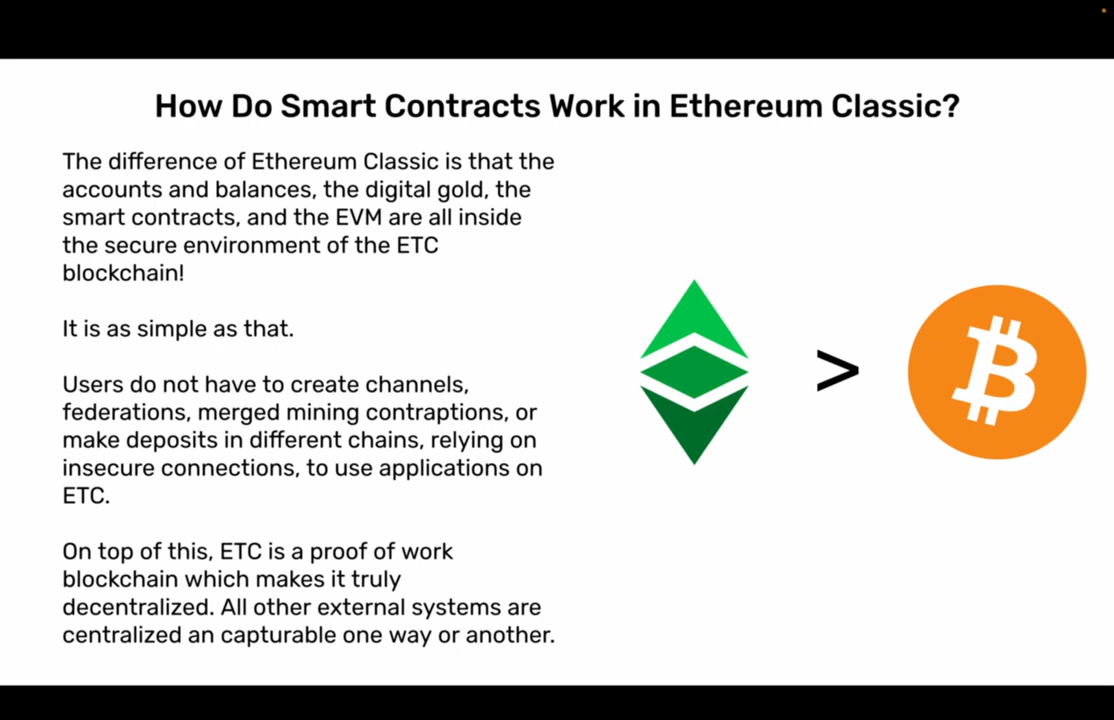 How Do Smart Contracts Work in Ethereum Classic?
The difference of Ethereum Classic is that the
accounts and balances, the digital gold, the
smart contracts, and the EVM are all inside
the secure environment of the ETC
blockchain!
It is as simple as that.
Users do not have to create channels,
federations, merged mining contraptions, or
make deposits in different chains, relying on
insecure connections, to use applications on
ETC.
On top of this, ETC is a proof of work
blockchain which makes it truly
decentralized. All other external systems are
centralized an capturable one way or another.
>